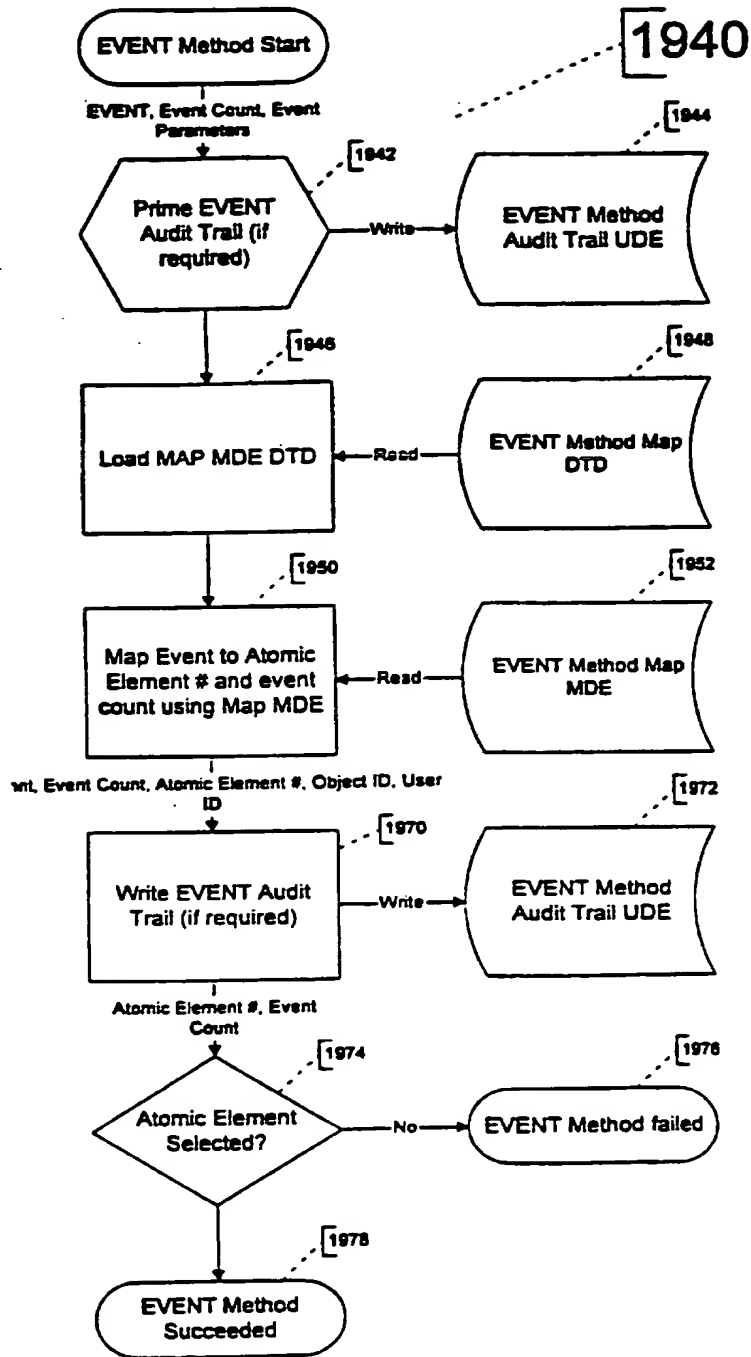 EVENT Method Start
1940
EVENT, Event Count, Event
Parameters
1942
1944
Prime EVENT
Audit Trail (if
required)
Write
EVENT Method
Audit Trail UDE
1946
1948
Load MAP MDE DTD
Read
EVENT Method Map
DTD
1950
1952
Map Event to Atomic
Element # and event
count using Map MDE
Read
EVENT Method Map
MDE
Event Count, Atomic Element #, Object ID, User
ID
1970
1972
Write EVENT Audit
Trail (if required)
Write
EVENT Method
Audit Trail UDE
Atomic Element #, Event
Count
1974
1976
Atomic Element
Selected?
No
EVENT Method failed
1978
EVENT Method
Succeeded